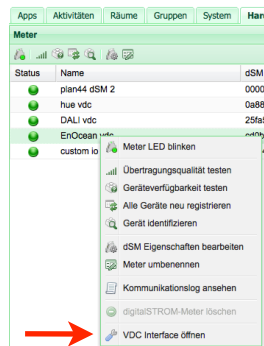 Apps Aktivitäten Räume Gruppen System
Meter
Status Name dSM
plan44 dSM 2 0000
hue vdc 0a88
DALI vdc 25fa
EnOcean vdc
custom io
Meter LED blinken
Übertragungsqualität testen
Geräteverfügbarkeit testen
Alle Geräte neu registrieren
Gerät identifizieren
dSM Eigenschaften bearbeiten
Meter umbenennen
Kommunikationslog ansehen
digitalSTROM-Meter löschen
VDC Interface öffnen